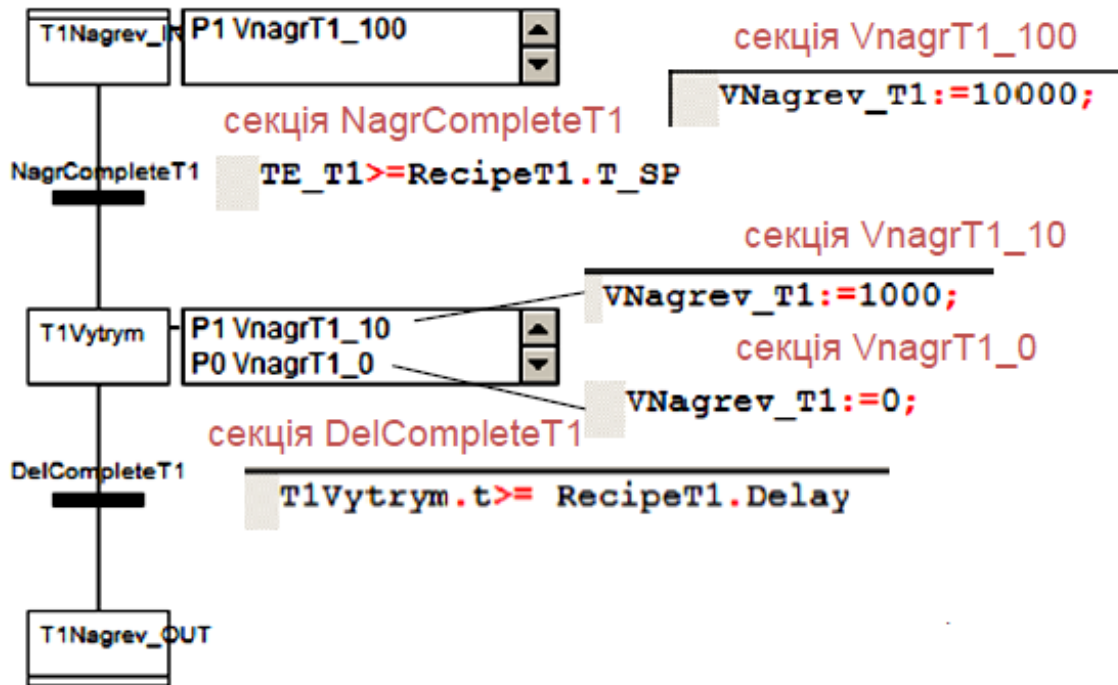 T1Nagrev_IN
P1 VnagrT1_100
секція VnagrT1_100
VNagrev_T1:=10000;
секція NagrCompleteT1
NagrCompleteT1
TE_T1>=RecipeT1.T_SP
секція VnagrT1_10
VNagrev_T1:=1000;
T1Vytrym
P1 VnagrT1_10
P0 VnagrT1_0
секція VnagrT1_0
VNagrev_T1:=0;
секція DelCompleteT1
DelCompleteT1
T1Vytrym.t>= RecipeT1.Delay
T1Nagrev_OUT